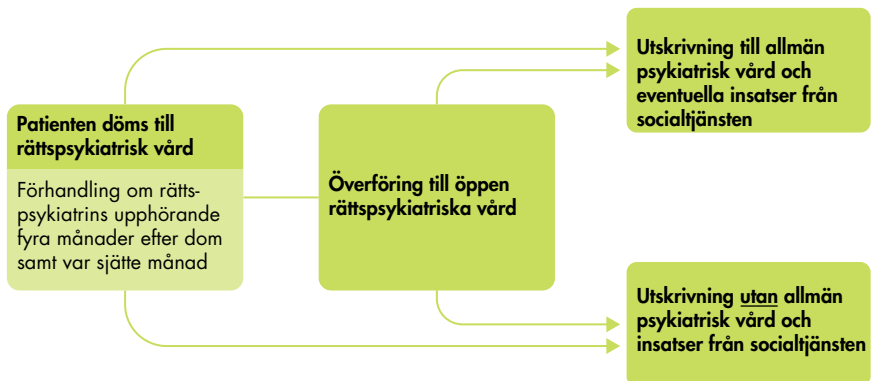 Patienten döms till
rättspsykiatrisk vård
Förhandling om rätts-
psykiatrins upphörande
fyra månader efter dom
samt var sjätte månad
Överföring till öppen
rättspsykiatriska vård
Utskrivning till allmän
psykiatrisk vård och
eventuella insatser från
socialtjänsten
Utskrivning utan allmän
psykiatrisk vård och
insatser från socialtjänsten